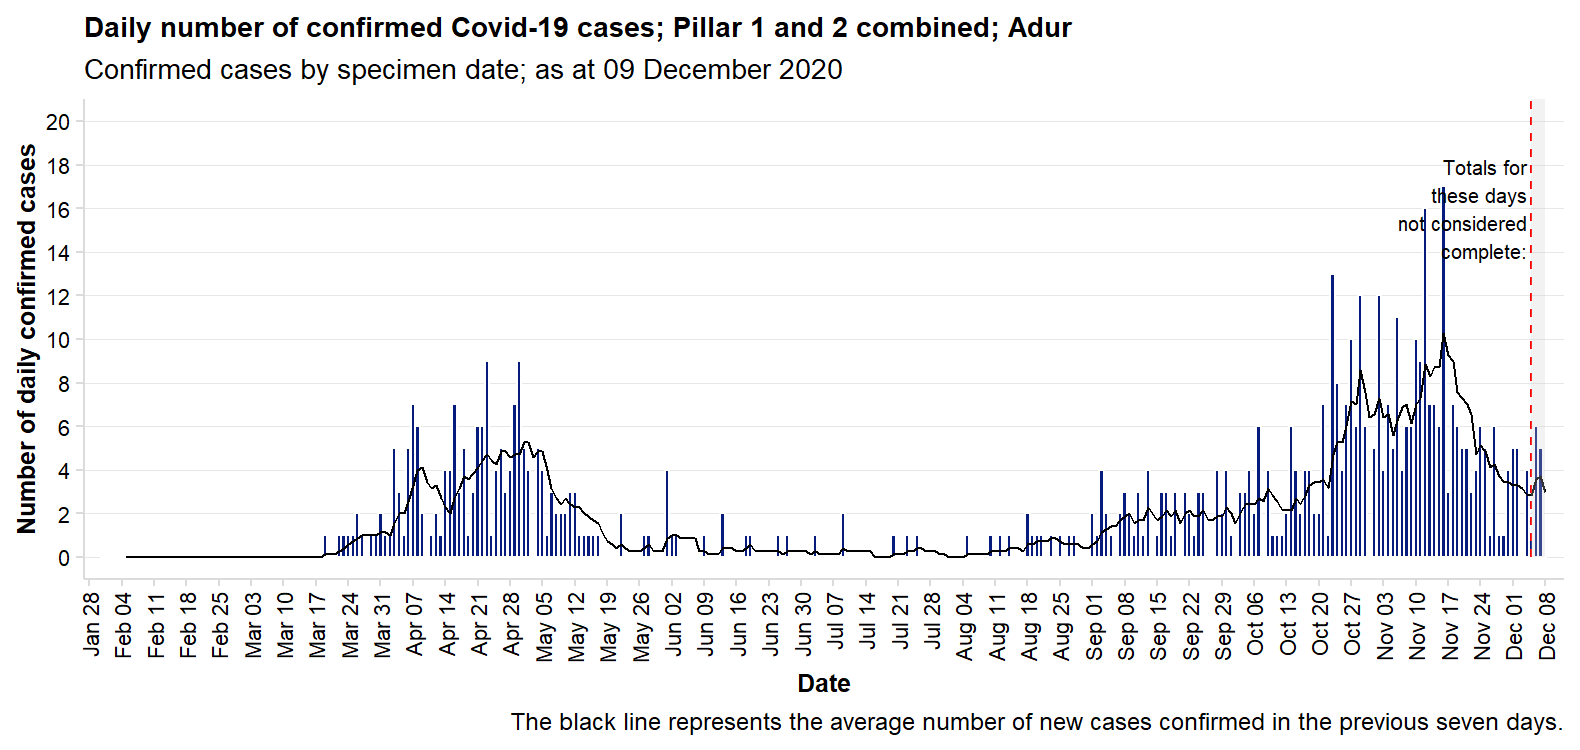 Daily number of confirmed Covid-19 cases; Pillar 1 and 2 combined; Adur
Confirmed cases by specimen date; as at 09 December 2020
Number of daily confirmed cases
20
18
16
14
12
10
8
6
4
2
0
Totals for
these days
not considered
complete:
Jan 28
Feb 04
Feb 11
Feb 18
Feb 25
Mar 03
Mar 10
Mar 17
Mar 24
Mar 31
Apr 07
Apr 14
Apr 21
Apr 28
May 05
May 12
May 19
May 26
Jun 02
Jun 09
Jun 16
Jun 23
Jun 30
Jul 07
Jul 14
Jul 21
Jul 28
Aug 04
Aug 11
Aug 18
Aug 25
Sep 01
Sep 08
Sep 15
Sep 22
Sep 29
Oct 06
Oct 13
Oct 20
Oct 27
Nov 03
Nov 10
Nov 17
Nov 24
Dec 01
Dec 08
Date
The black line represents the average number of new cases confirmed in the previous seven days.